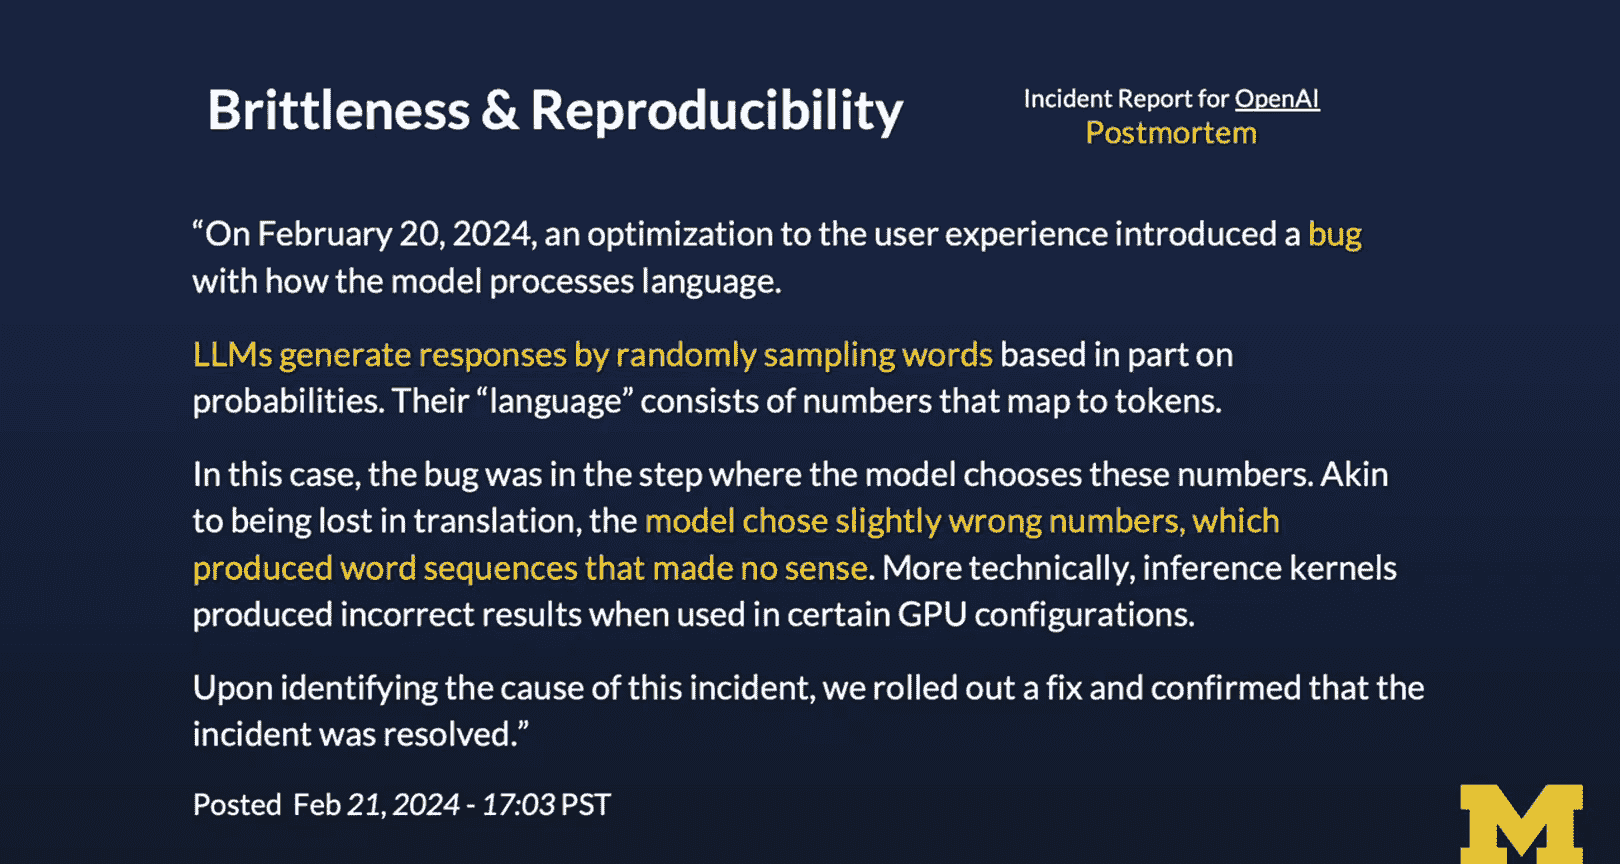 Brittleness & Reproducibility
Incident Report for OpenAI
Postmortem
“On February 20, 2024, an optimization to the user experience introduced a bug
with how the model processes language.
LLMs generate responses by randomly sampling words based in part on
probabilities. Their “language” consists of numbers that map to tokens.
In this case, the bug was in the step where the model chooses these numbers. Akin
to being lost in translation, the model chose slightly wrong numbers, which
produced word sequences that made no sense. More technically, inference kernels
produced incorrect results when used in certain GPU configurations.
Upon identifying the cause of this incident, we rolled out a fix and confirmed that the
incident was resolved.”
Posted Feb 21, 2024 - 17:03 PST
M